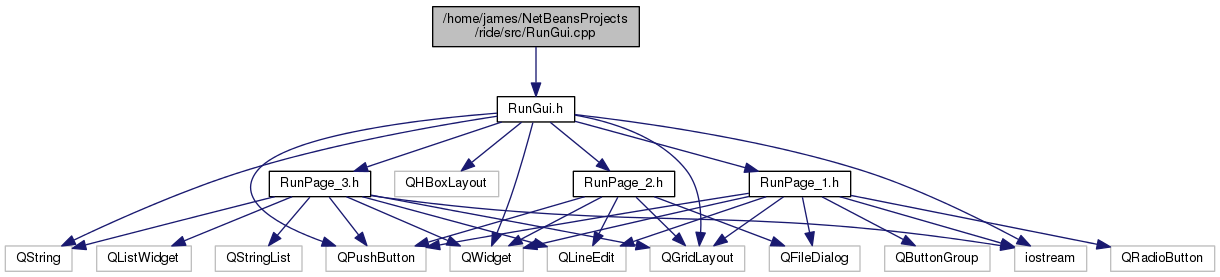 /home/james/NetBeansProjects
/ride/src/RunGui.cpp
RunGui.h
RunPage_3.h
QHBoxLayout
RunPage_2.h
RunPage_1.h
QString
QListWidget
QStringList
QPushButton
QWidget
QLineEdit
QGridLayout
QFileDialog
QButtonGroup
iostream
QRadioButton